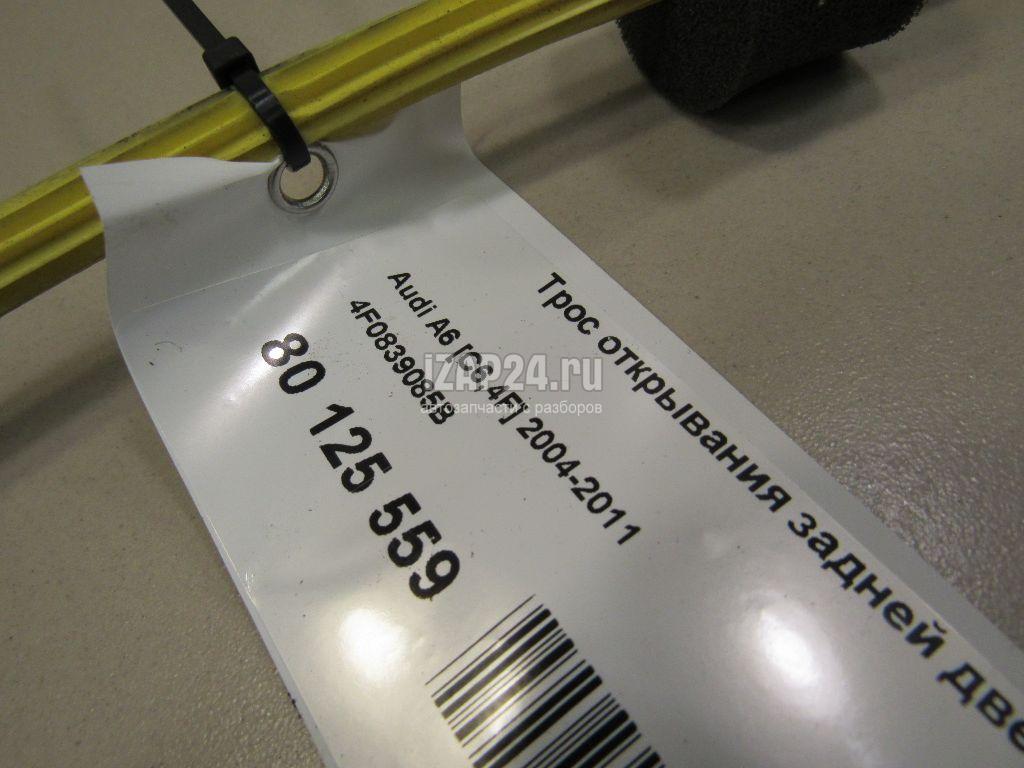 Трос открывания задней две
Audi A6 [C6,4F] 2004-2011
4F0839085B
80 125 559
iZAP24.ru
автозапчасти с разборов